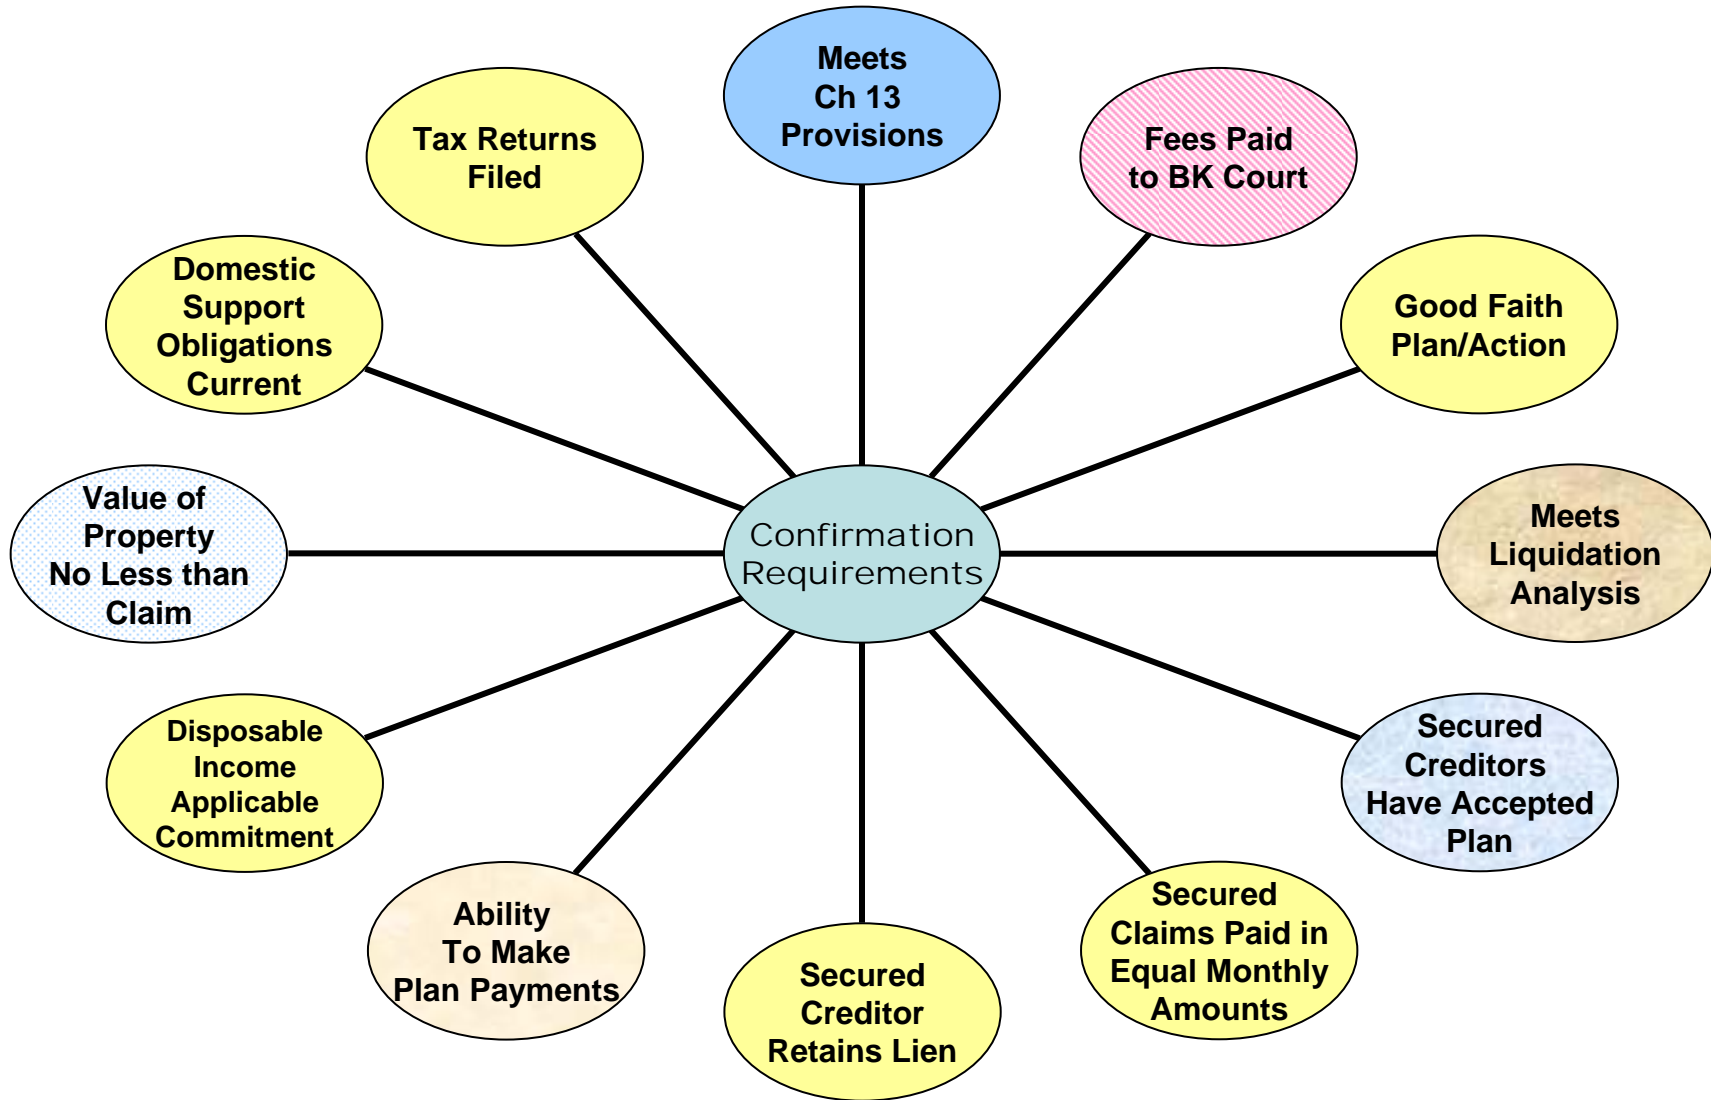 Meets
Ch 13
Provisions
Fees Paid
to BK Court
Good Faith
Plan/Action
Meets
Liquidation
Analysis
Secured
Creditors
Have Accepted
Plan
Secured
Claims Paid in
Equal Monthly
Amounts
Secured
Creditor
Retains Lien
Ability
To Make
Plan Payments
Disposable
Income
Applicable
Commitment
Value of
Property
No Less than
Claim
Domestic
Support
Obligations
Current
Tax Returns
Filed
Confirmation
Requirements